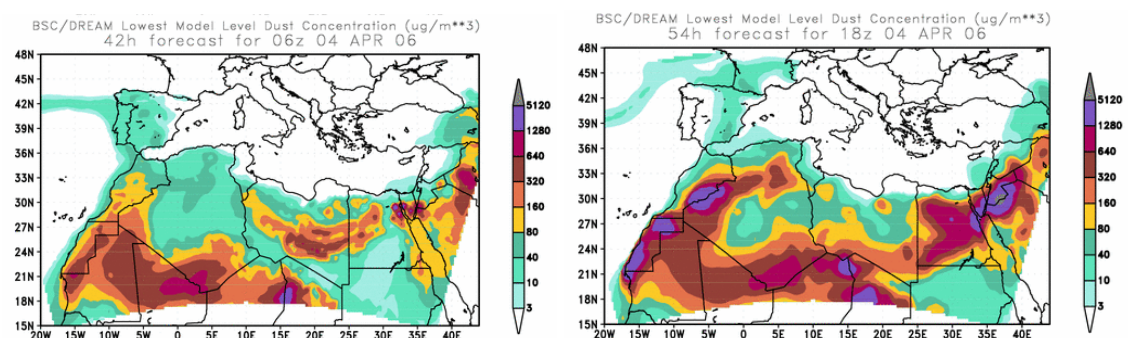 BSC/DREAM Lowest Model Level Dust Concentration (ug/m**3)
42h forecast for 06z 04 APR 06
48N
45N
42N
39N
36N
33N
30N
27N
24N
21N
18N
15N
20W 15W 10W 5W 0 5E 10E 15E 20E 25E 30E 35E 40E
5120
1280
640
320
160
80
40
10
3
BSC/DREAM Lowest Model Level Dust Concentration (ug/m**3)
54h forecast for 18z 04 APR 06
48N
45N
42N
39N
36N
33N
30N
27N
24N
21N
18N
15N
20W 15W 10W 5W 0 5E 10E 15E 20E 25E 30E 35E 40E
5120
1280
640
320
160
80
40
10
3